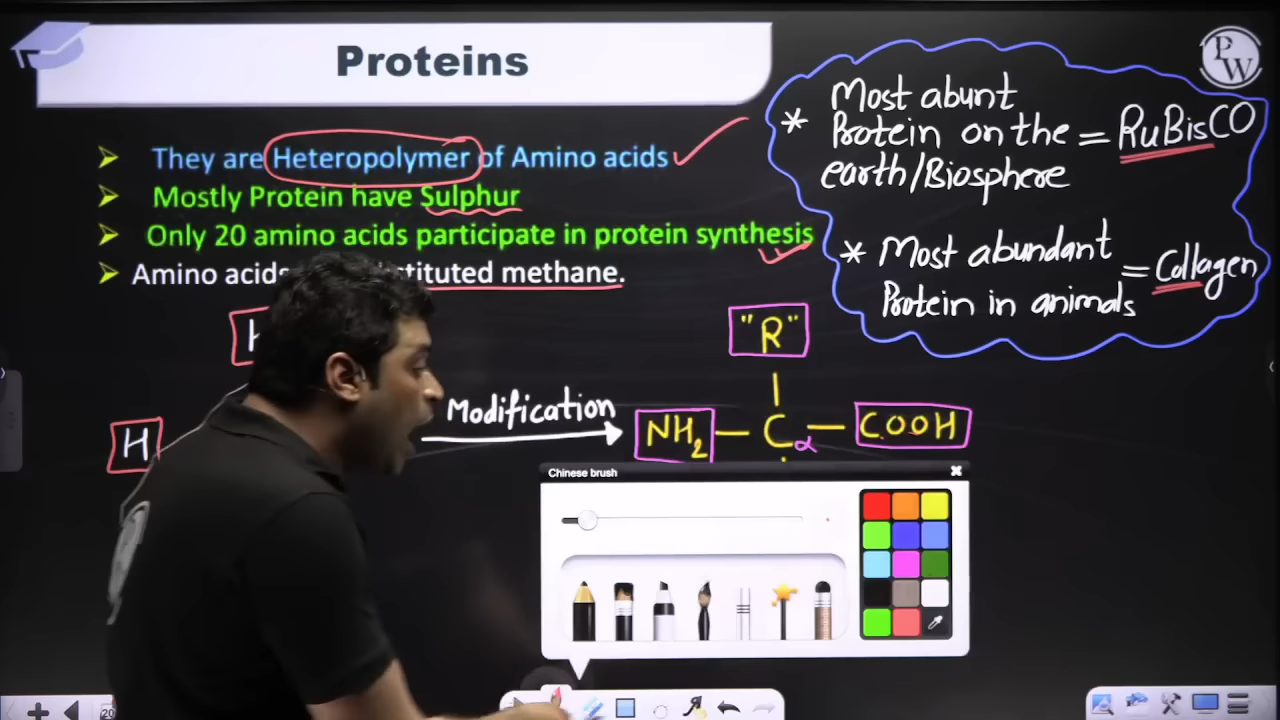 Proteins
PW
They are Heteropolymer of Amino acids
Mostly Protein have Sulphur
Only 20 amino acids participate in protein synthesis
Amino acids stituted methane.
* Most abunt
Protein on the = RuBisCO
earth/Biosphere
* Most abundant = Collagen
Protein in animals
"R"
H
Modification
NH2 – Cα – COOH
Chinese brush
20